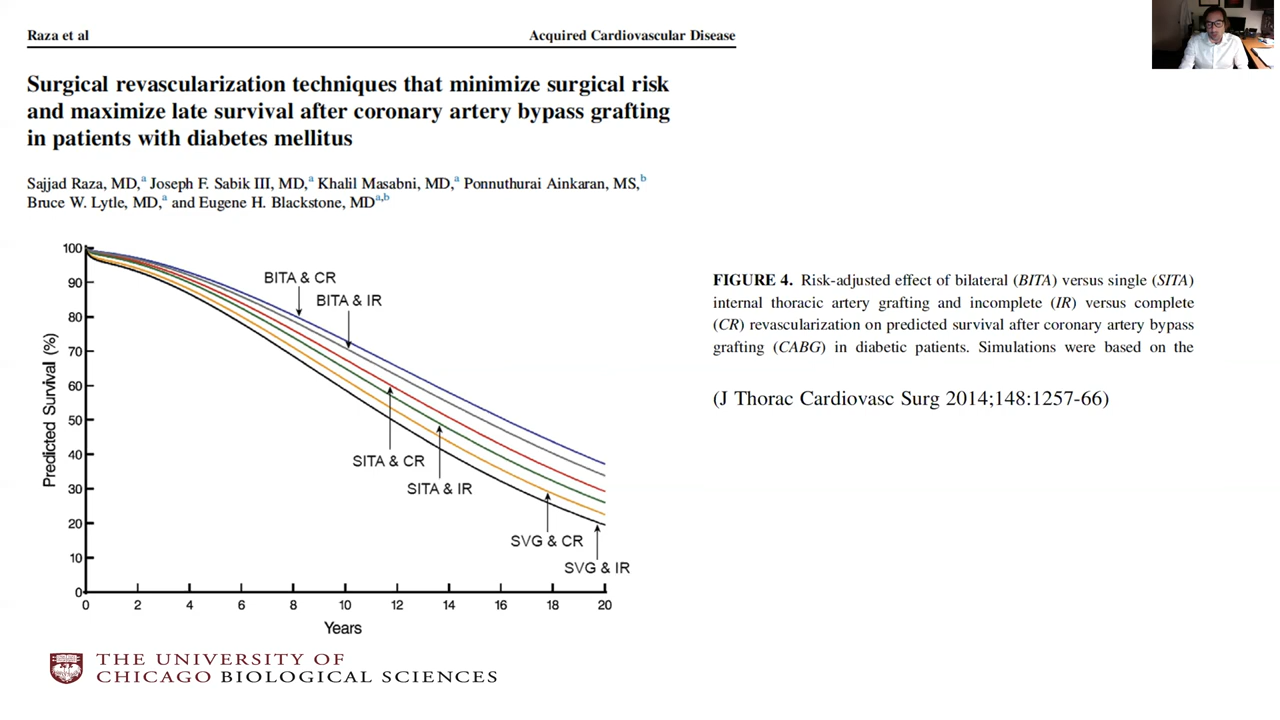 Raza et al
Acquired Cardiovascular Disease
Surgical revascularization techniques that minimize surgical risk
and maximize late survival after coronary artery bypass grafting
in patients with diabetes mellitus
Sajjad Raza, MD,a Joseph F. Sabik III, MD,a Khalil Masabni, MD,a Ponnuthurai Ainkaran, MS,b
Bruce W. Lytle, MD,a and Eugene H. Blackstone, MDa,b
Predicted Survival (%)
100
90
80
70
60
50
40
30
20
10
0
BITA & CR
BITA & IR
SITA & CR
SITA & IR
SVG & CR
SVG & IR
0 2 4 6 8 10 12 14 16 18 20
Years
FIGURE 4. Risk-adjusted effect of bilateral (BITA) versus single (SITA)
internal thoracic artery grafting and incomplete (IR) versus complete
(CR) revascularization on predicted survival after coronary artery bypass
grafting (CABG) in diabetic patients. Simulations were based on the
(J Thorac Cardiovasc Surg 2014;148:1257-66)
THE UNIVERSITY OF
CHICAGO BIOLOGICAL SCIENCES